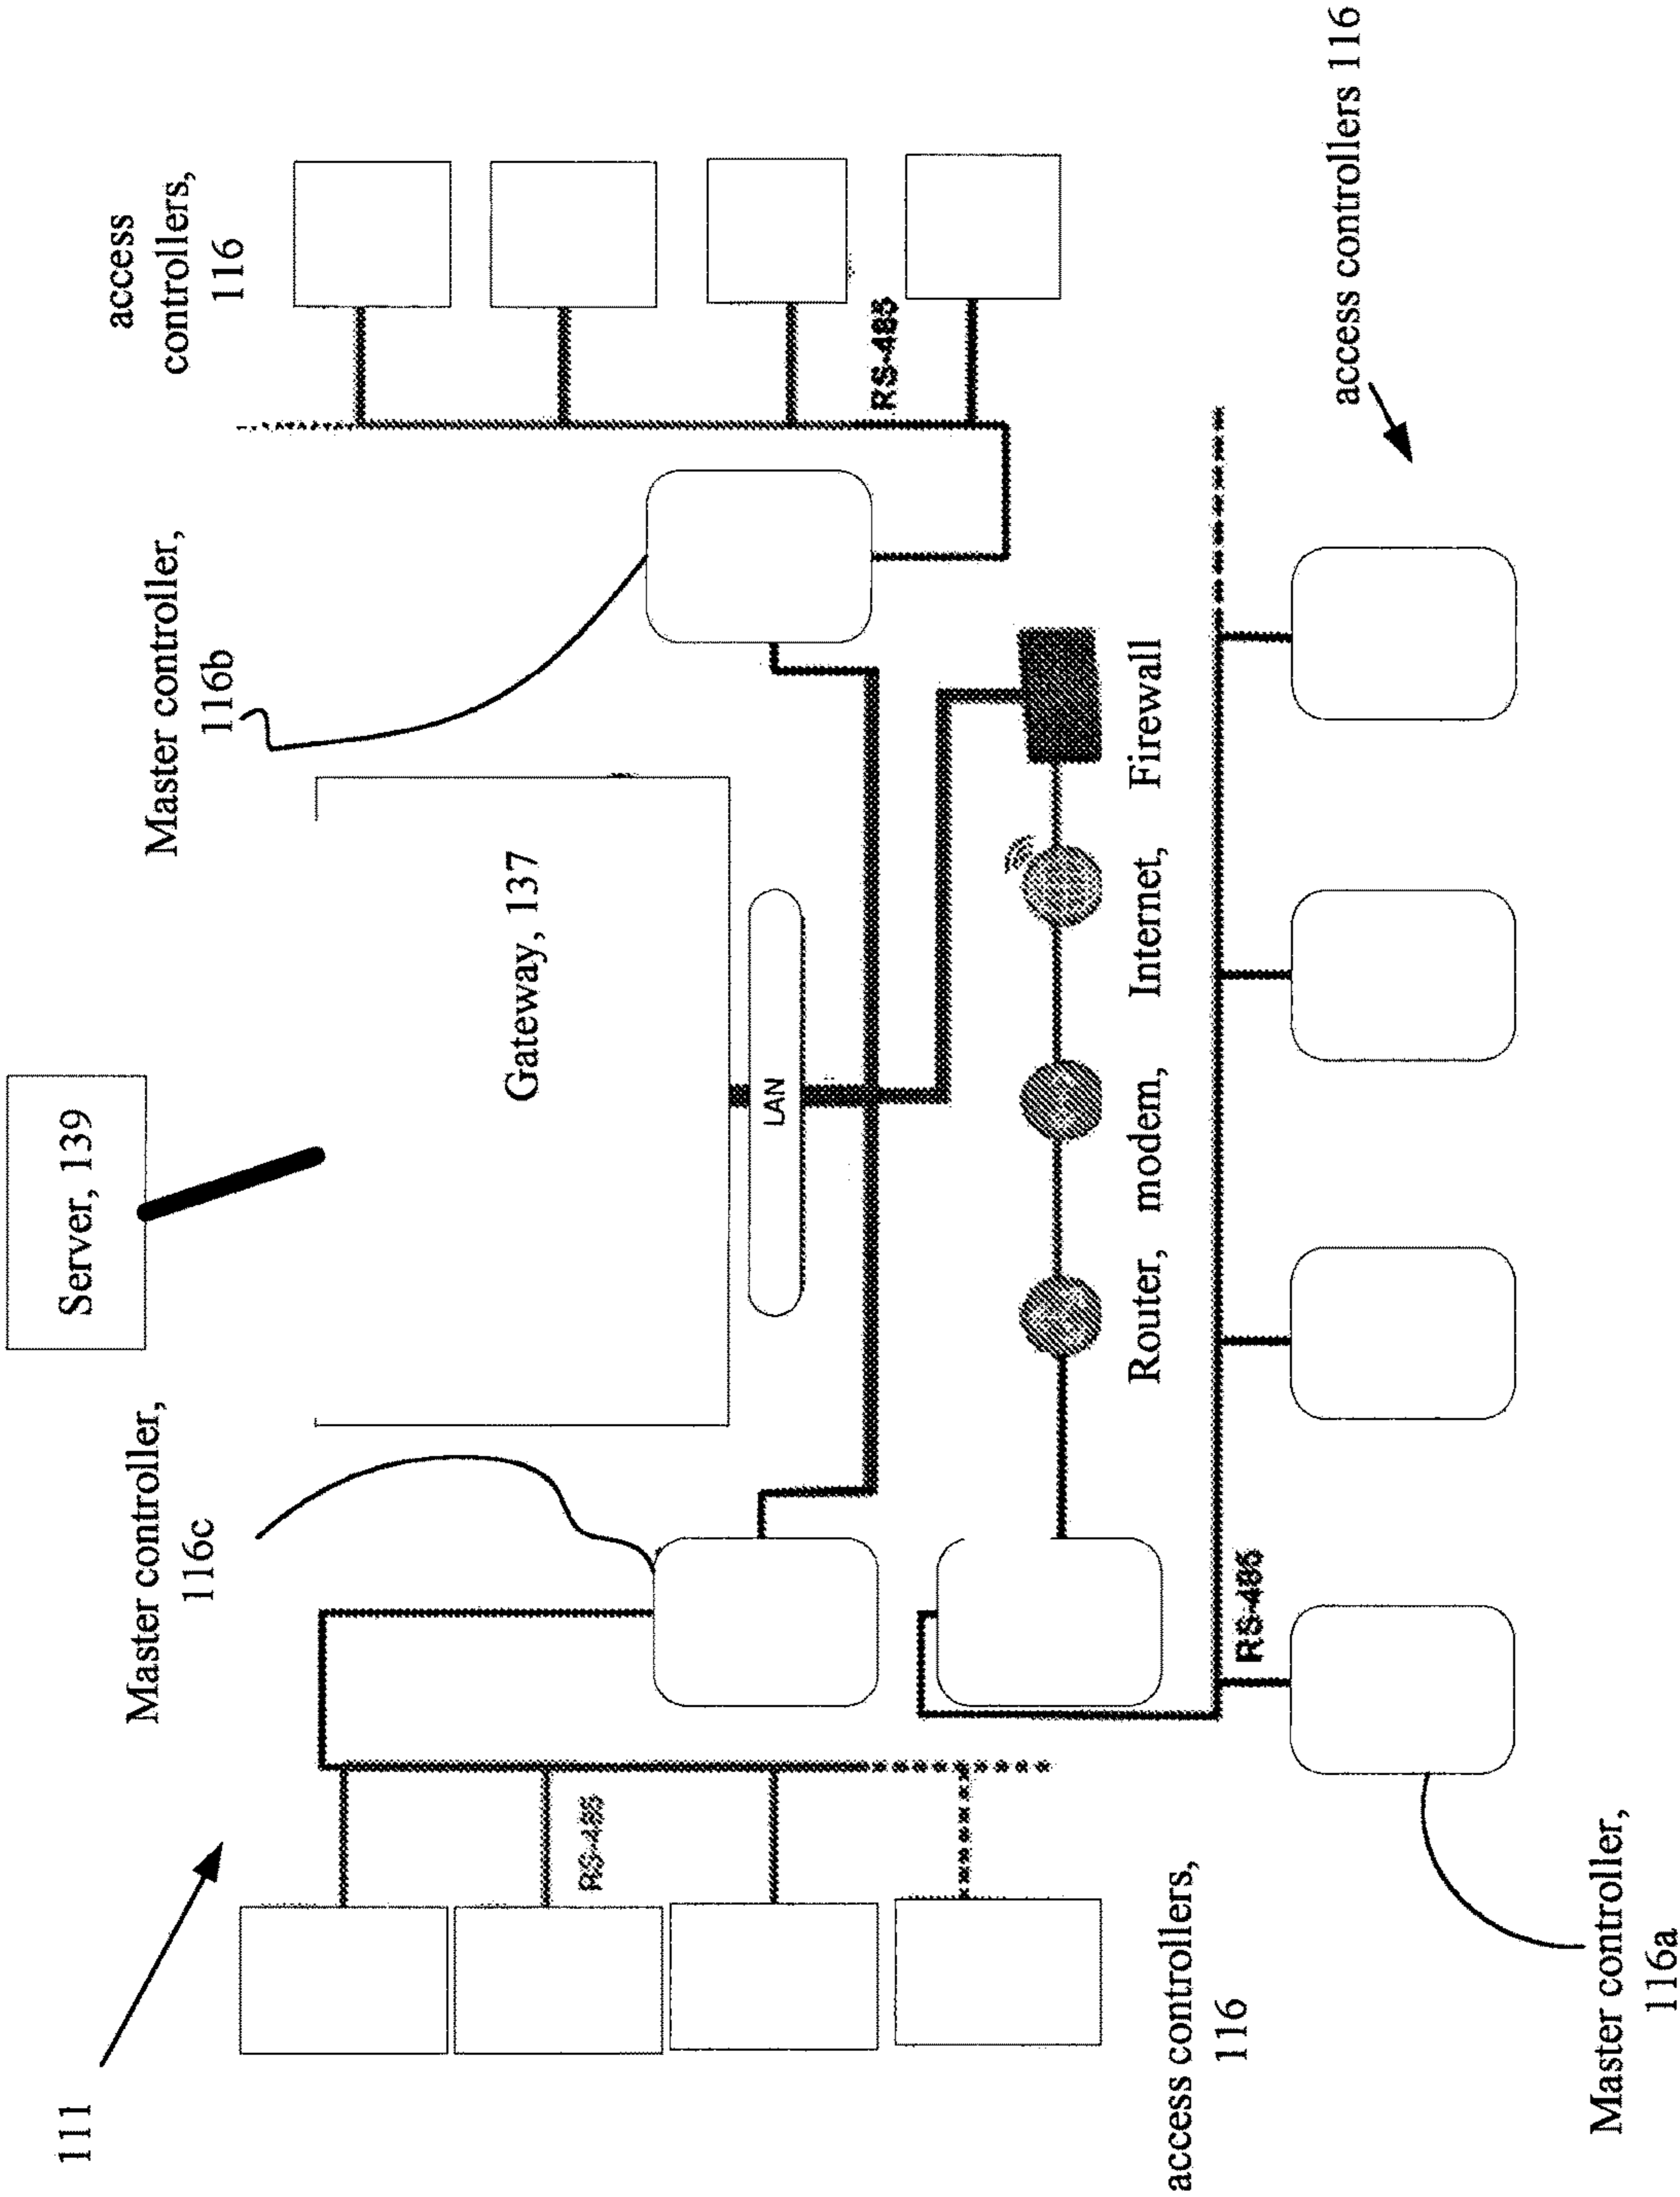 111
Server, 139
Master controller,
116c
Master controller,
116b
access
controllers,
116
Gateway, 137
RS-485
LAN
RS-485
Router, modem, Internet, Firewall
access controllers,
116
RS-485
access controllers 116
Master controller,
116a